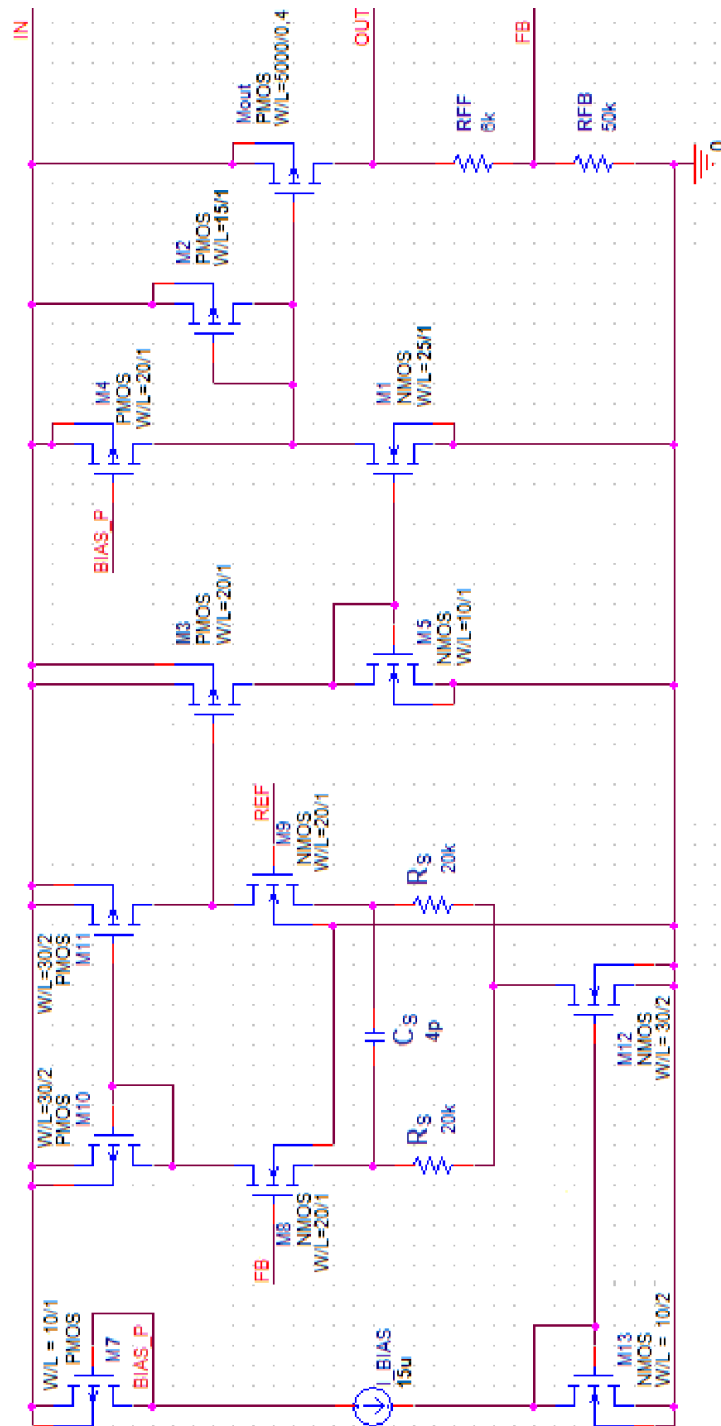 IN
OUT
FB
Mout
PMOS
W/L=5000/0.4
RFF
6k
RFB
50k
0
M2
PMOS
W/L=15/1
M4
PMOS
W/L=20/1
BIAS_P
M1
NMOS
W/L=25/1
M3
PMOS
W/L=20/1
M5
NMOS
W/L=10/1
REF
M9
NMOS
W/L=20/1
W/L=30/2
PMOS
M11
RS
20k
CS
4p
W/L=30/2
PMOS
M10
FB
M8
NMOS
W/L=20/1
RS
20k
M12
NMOS
W/L= 30/2
W/L = 10/1
PMOS
M7
BIAS_P
I_BIAS
15u
M13
NMOS
W/L = 10/2